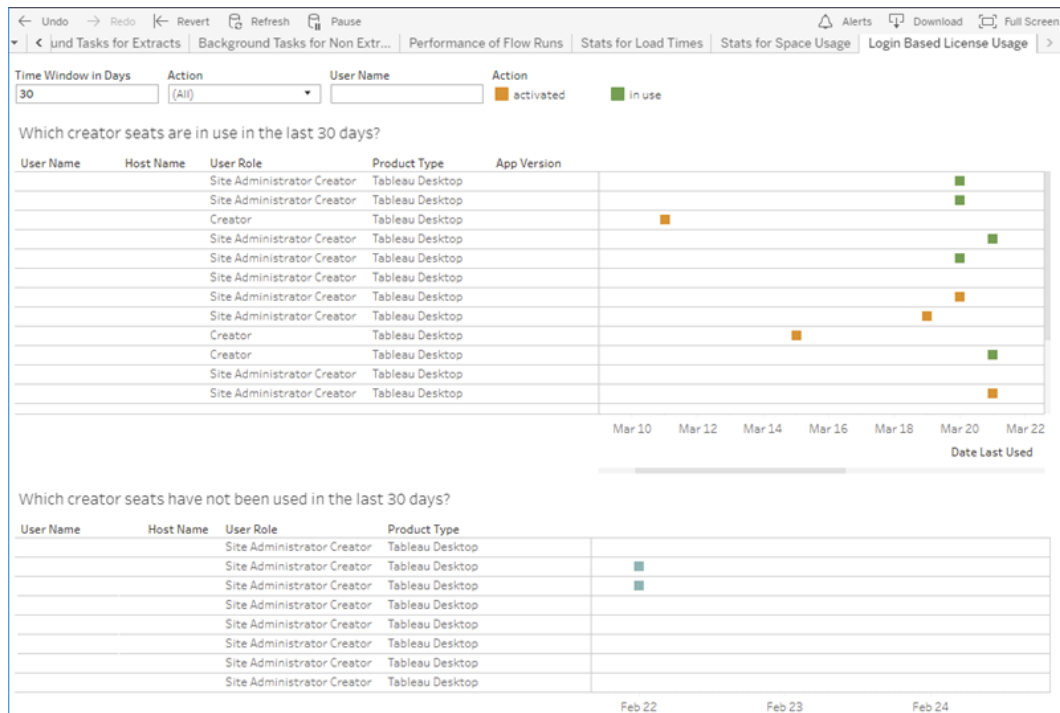 Undo Redo Revert Refresh Pause Alerts Download Full Screen
und Tasks for Extracts Background Tasks for Non Extr... Performance of Flow Runs Stats for Load Times Stats for Space Usage Login Based License Usage
Time Window in Days Action User Name Action
30 (All) activated in use
Which creator seats are in use in the last 30 days?
User Name Host Name User Role Product Type App Version
Site Administrator Creator Tableau Desktop
Site Administrator Creator Tableau Desktop
Creator Tableau Desktop
Site Administrator Creator Tableau Desktop
Site Administrator Creator Tableau Desktop
Site Administrator Creator Tableau Desktop
Site Administrator Creator Tableau Desktop
Site Administrator Creator Tableau Desktop
Creator Tableau Desktop
Creator Tableau Desktop
Site Administrator Creator Tableau Desktop
Site Administrator Creator Tableau Desktop
Mar 10 Mar 12 Mar 14 Mar 16 Mar 18 Mar 20 Mar 22
Date Last Used
Which creator seats have not been used in the last 30 days?
User Name Host Name User Role Product Type
Site Administrator Creator Tableau Desktop
Site Administrator Creator Tableau Desktop
Site Administrator Creator Tableau Desktop
Site Administrator Creator Tableau Desktop
Site Administrator Creator Tableau Desktop
Site Administrator Creator Tableau Desktop
Site Administrator Creator Tableau Desktop
Site Administrator Creator Tableau Desktop
Feb 22 Feb 23 Feb 24